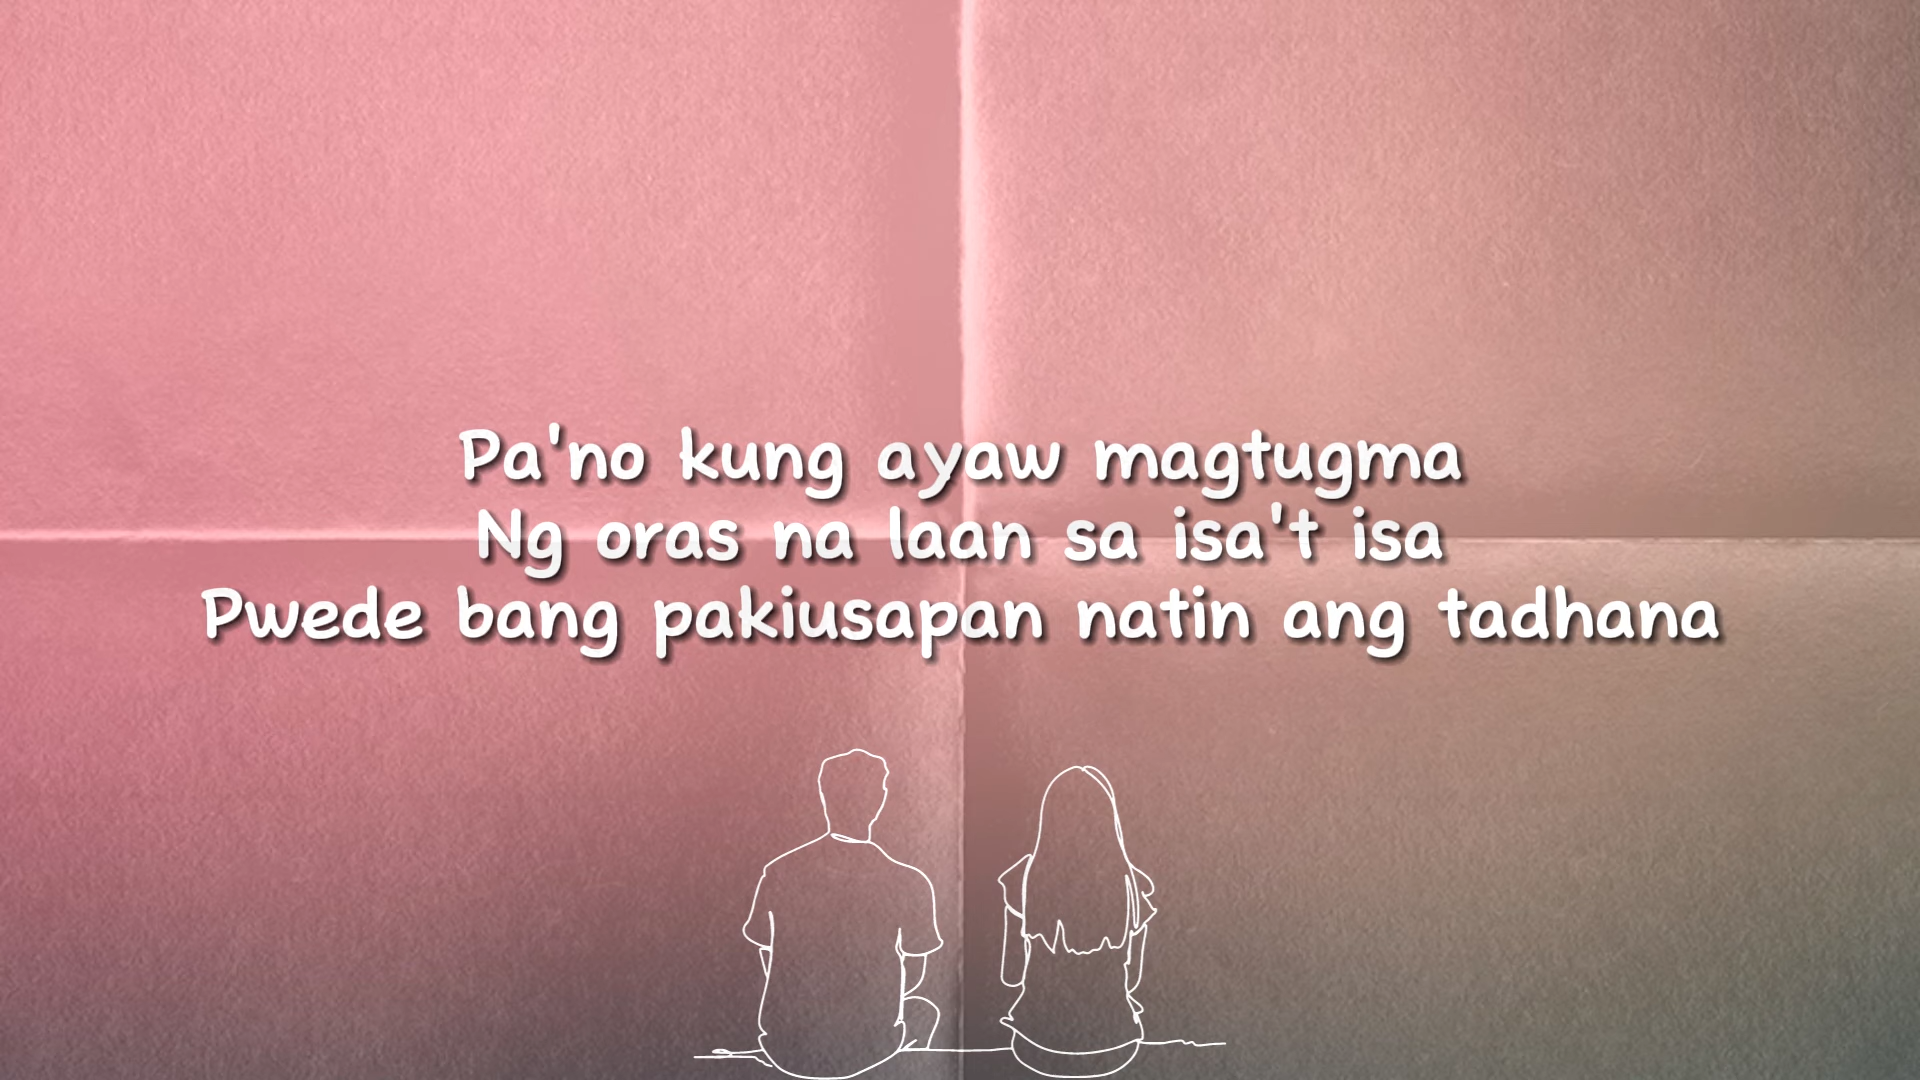 Pa'no kung ayaw magtugma
Ng oras na laan sa isa't isa
Pwede bang pakiusapan natin ang tadhana